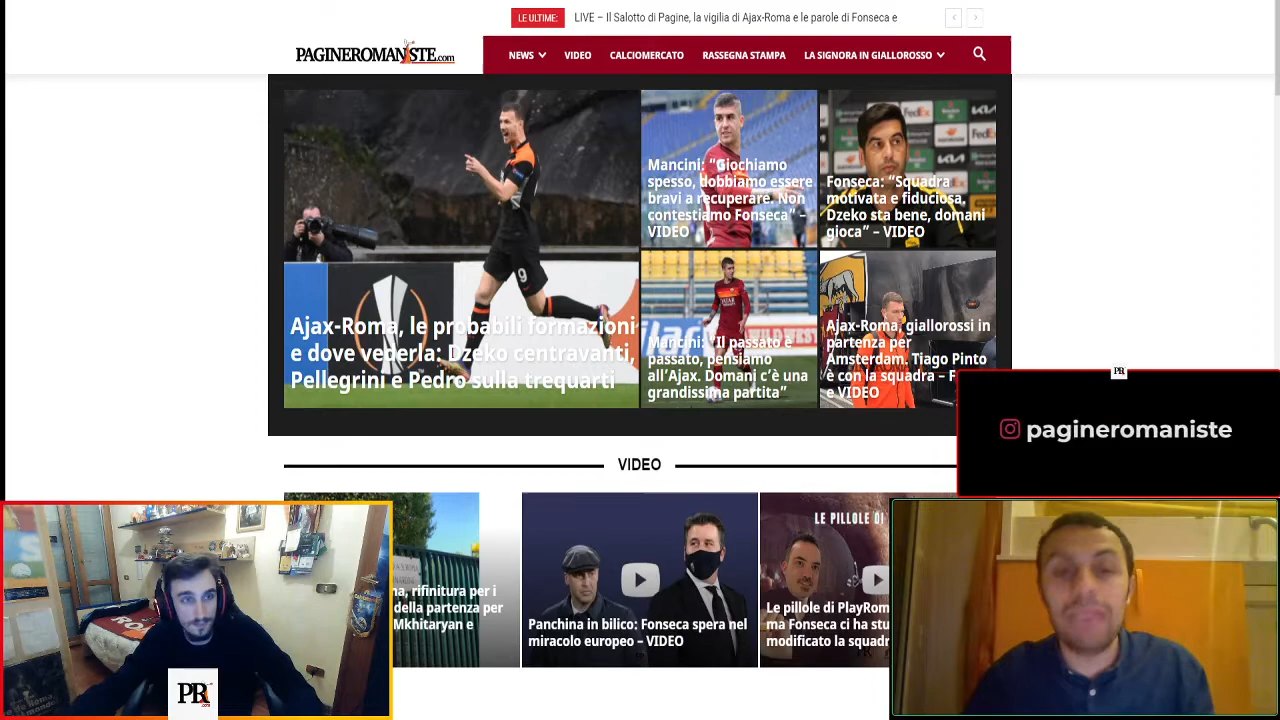 LE ULTIME:
LIVE – Il Salotto di Pagine, la vigilia di Ajax-Roma e le parole di Fonseca e
PAGINEROMANISTE.com
NEWS
VIDEO
CALCIOMERCATO
RASSEGNA STAMPA
LA SIGNORA IN GIALLOROSSO
9
Ajax-Roma, le probabili formazioni
e dove vederla: Dzeko centravanti,
Pellegrini e Pedro sulla trequarti
Mancini: “Giochiamo
spesso, dobbiamo essere
bravi a recuperare. Non
contestiamo Fonseca” –
VIDEO
Fonseca: “Squadra
motivata e fiduciosa.
Dzeko sta bene, domani
gioca” – VIDEO
Mancini: “Il passato è
passato, pensiamo
all’Ajax. Domani c’è una
grandissima partita”
Ajax-Roma, giallorossi in
partenza per
Amsterdam. Tiago Pinto
è con la squadra – F
e VIDEO
PR
pagineromaniste
VIDEO
na, rifinitura per i
della partenza per
Mkhitaryan e
Panchina in bilico: Fonseca spera nel
miracolo europeo – VIDEO
LE PILLOLE DI
Le pillole di PlayRom
ma Fonseca ci ha stu
modificato la squadr
PR
.com